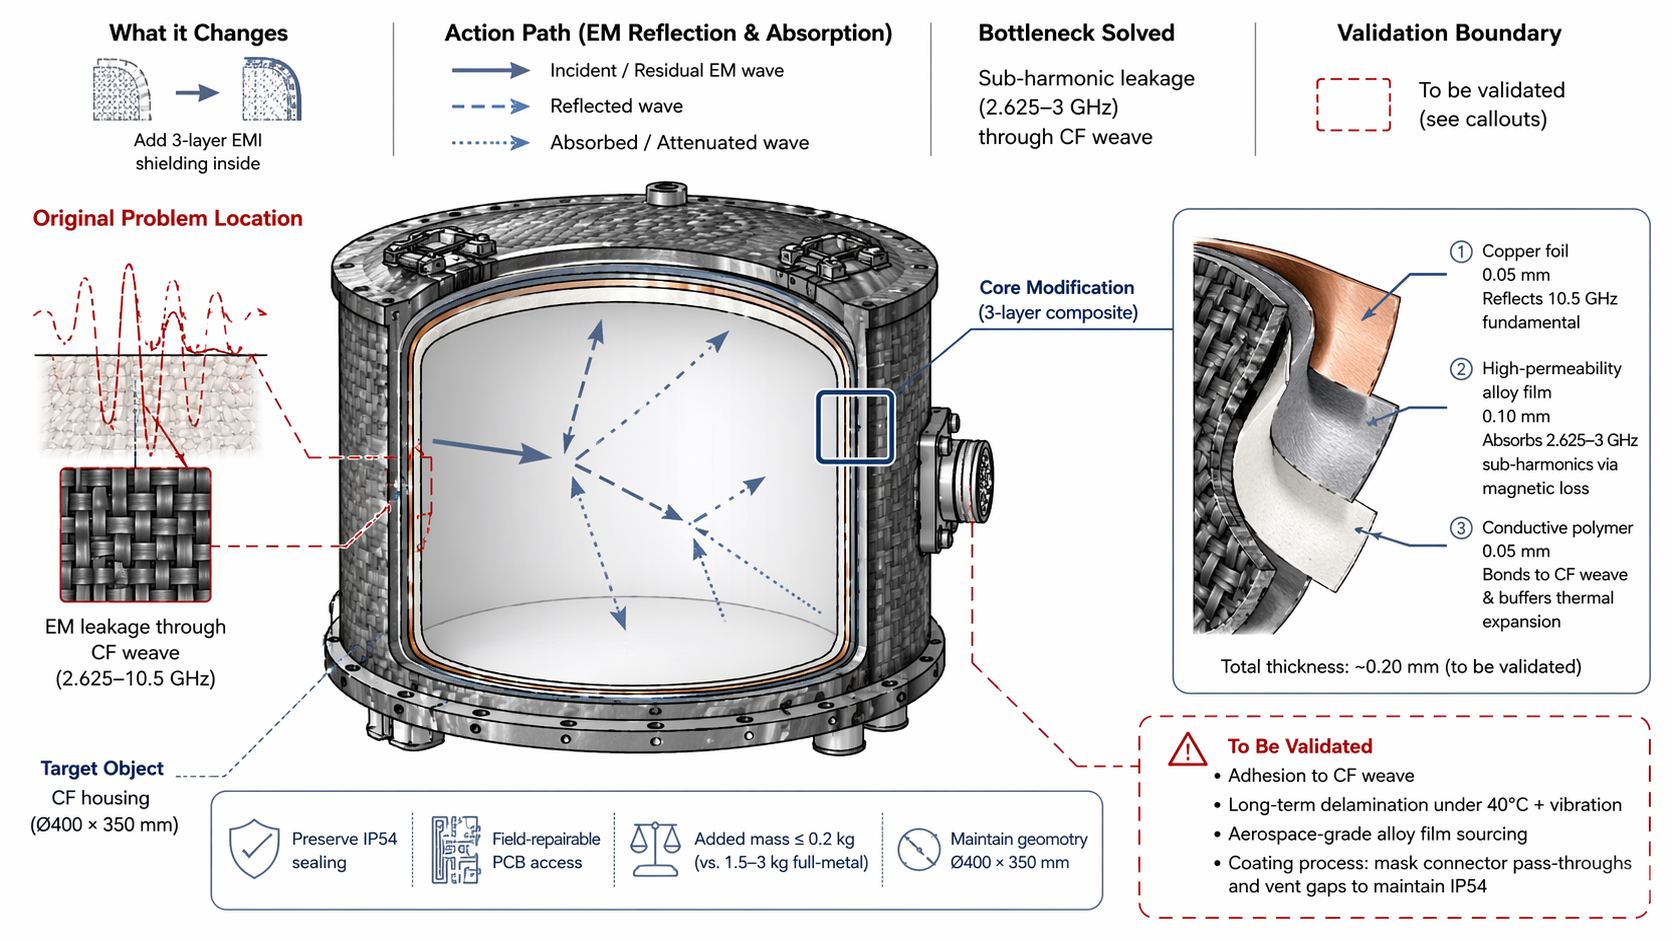 What it Changes
Add 3-layer EMI
shielding inside
Action Path (EM Reflection & Absorption)
Incident / Residual EM wave
Reflected wave
Absorbed / Attenuated wave
Bottleneck Solved
Sub-harmonic leakage
(2.625–3 GHz)
through CF weave
Validation Boundary
To be validated
(see callouts)
Original Problem Location
EM leakage through
CF weave
(2.625–10.5 GHz)
Target Object
CF housing
(Ø400 × 350 mm)
Core Modification
(3-layer composite)
1 Copper foil
0.05 mm
Reflects 10.5 GHz
fundamental
2 High-permeability
alloy film
0.10 mm
Absorbs 2.625–3 GHz
sub-harmonics via
magnetic loss
3 Conductive polymer
0.05 mm
Bonds to CF weave
& buffers thermal
expansion
Total thickness: ~0.20 mm (to be validated)
Preserve IP54
sealing
Field-repairable
PCB access
Added mass ≤ 0.2 kg
(vs. 1.5–3 kg full-metal)
Maintain geomotry
Ø400 × 350 mm
To Be Validated
• Adhesion to CF weave
• Long-term delamination under 40°C + vibration
• Aerospace-grade alloy film sourcing
• Coating process: mask connector pass-throughs
and vent gaps to maintain IP54